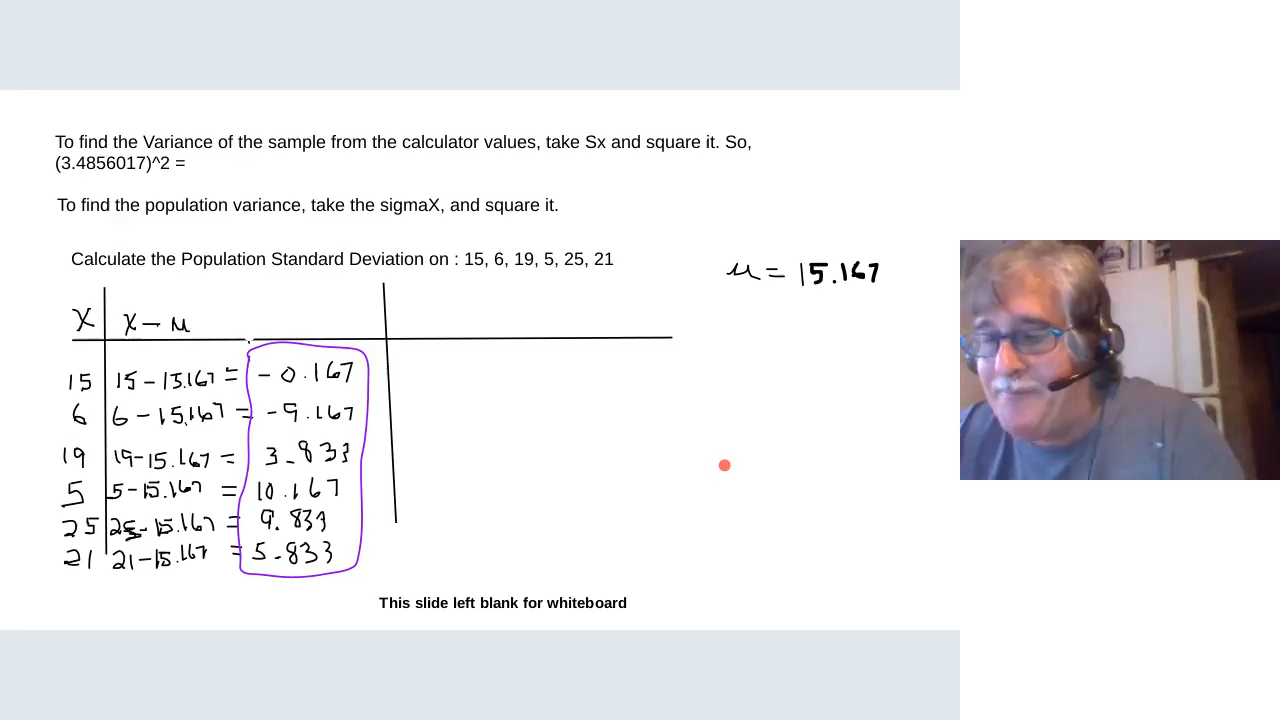 To find the Variance of the sample from the calculator values, take Sx and square it. So,
(3.4856017)^2 =
To find the population variance, take the sigmaX, and square it.
Calculate the Population Standard Deviation on : 15, 6, 19, 5, 25, 21
μ = 15.167
X X - μ
15 15 - 15.167 = - 0.167
6 6 - 15.167 = - 9.167
19 19 - 15.167 = 3.833
5 5 - 15.167 = 10.167
25 25 - 15.167 = 9.833
21 21 - 15.167 = 5.833
This slide left blank for whiteboard